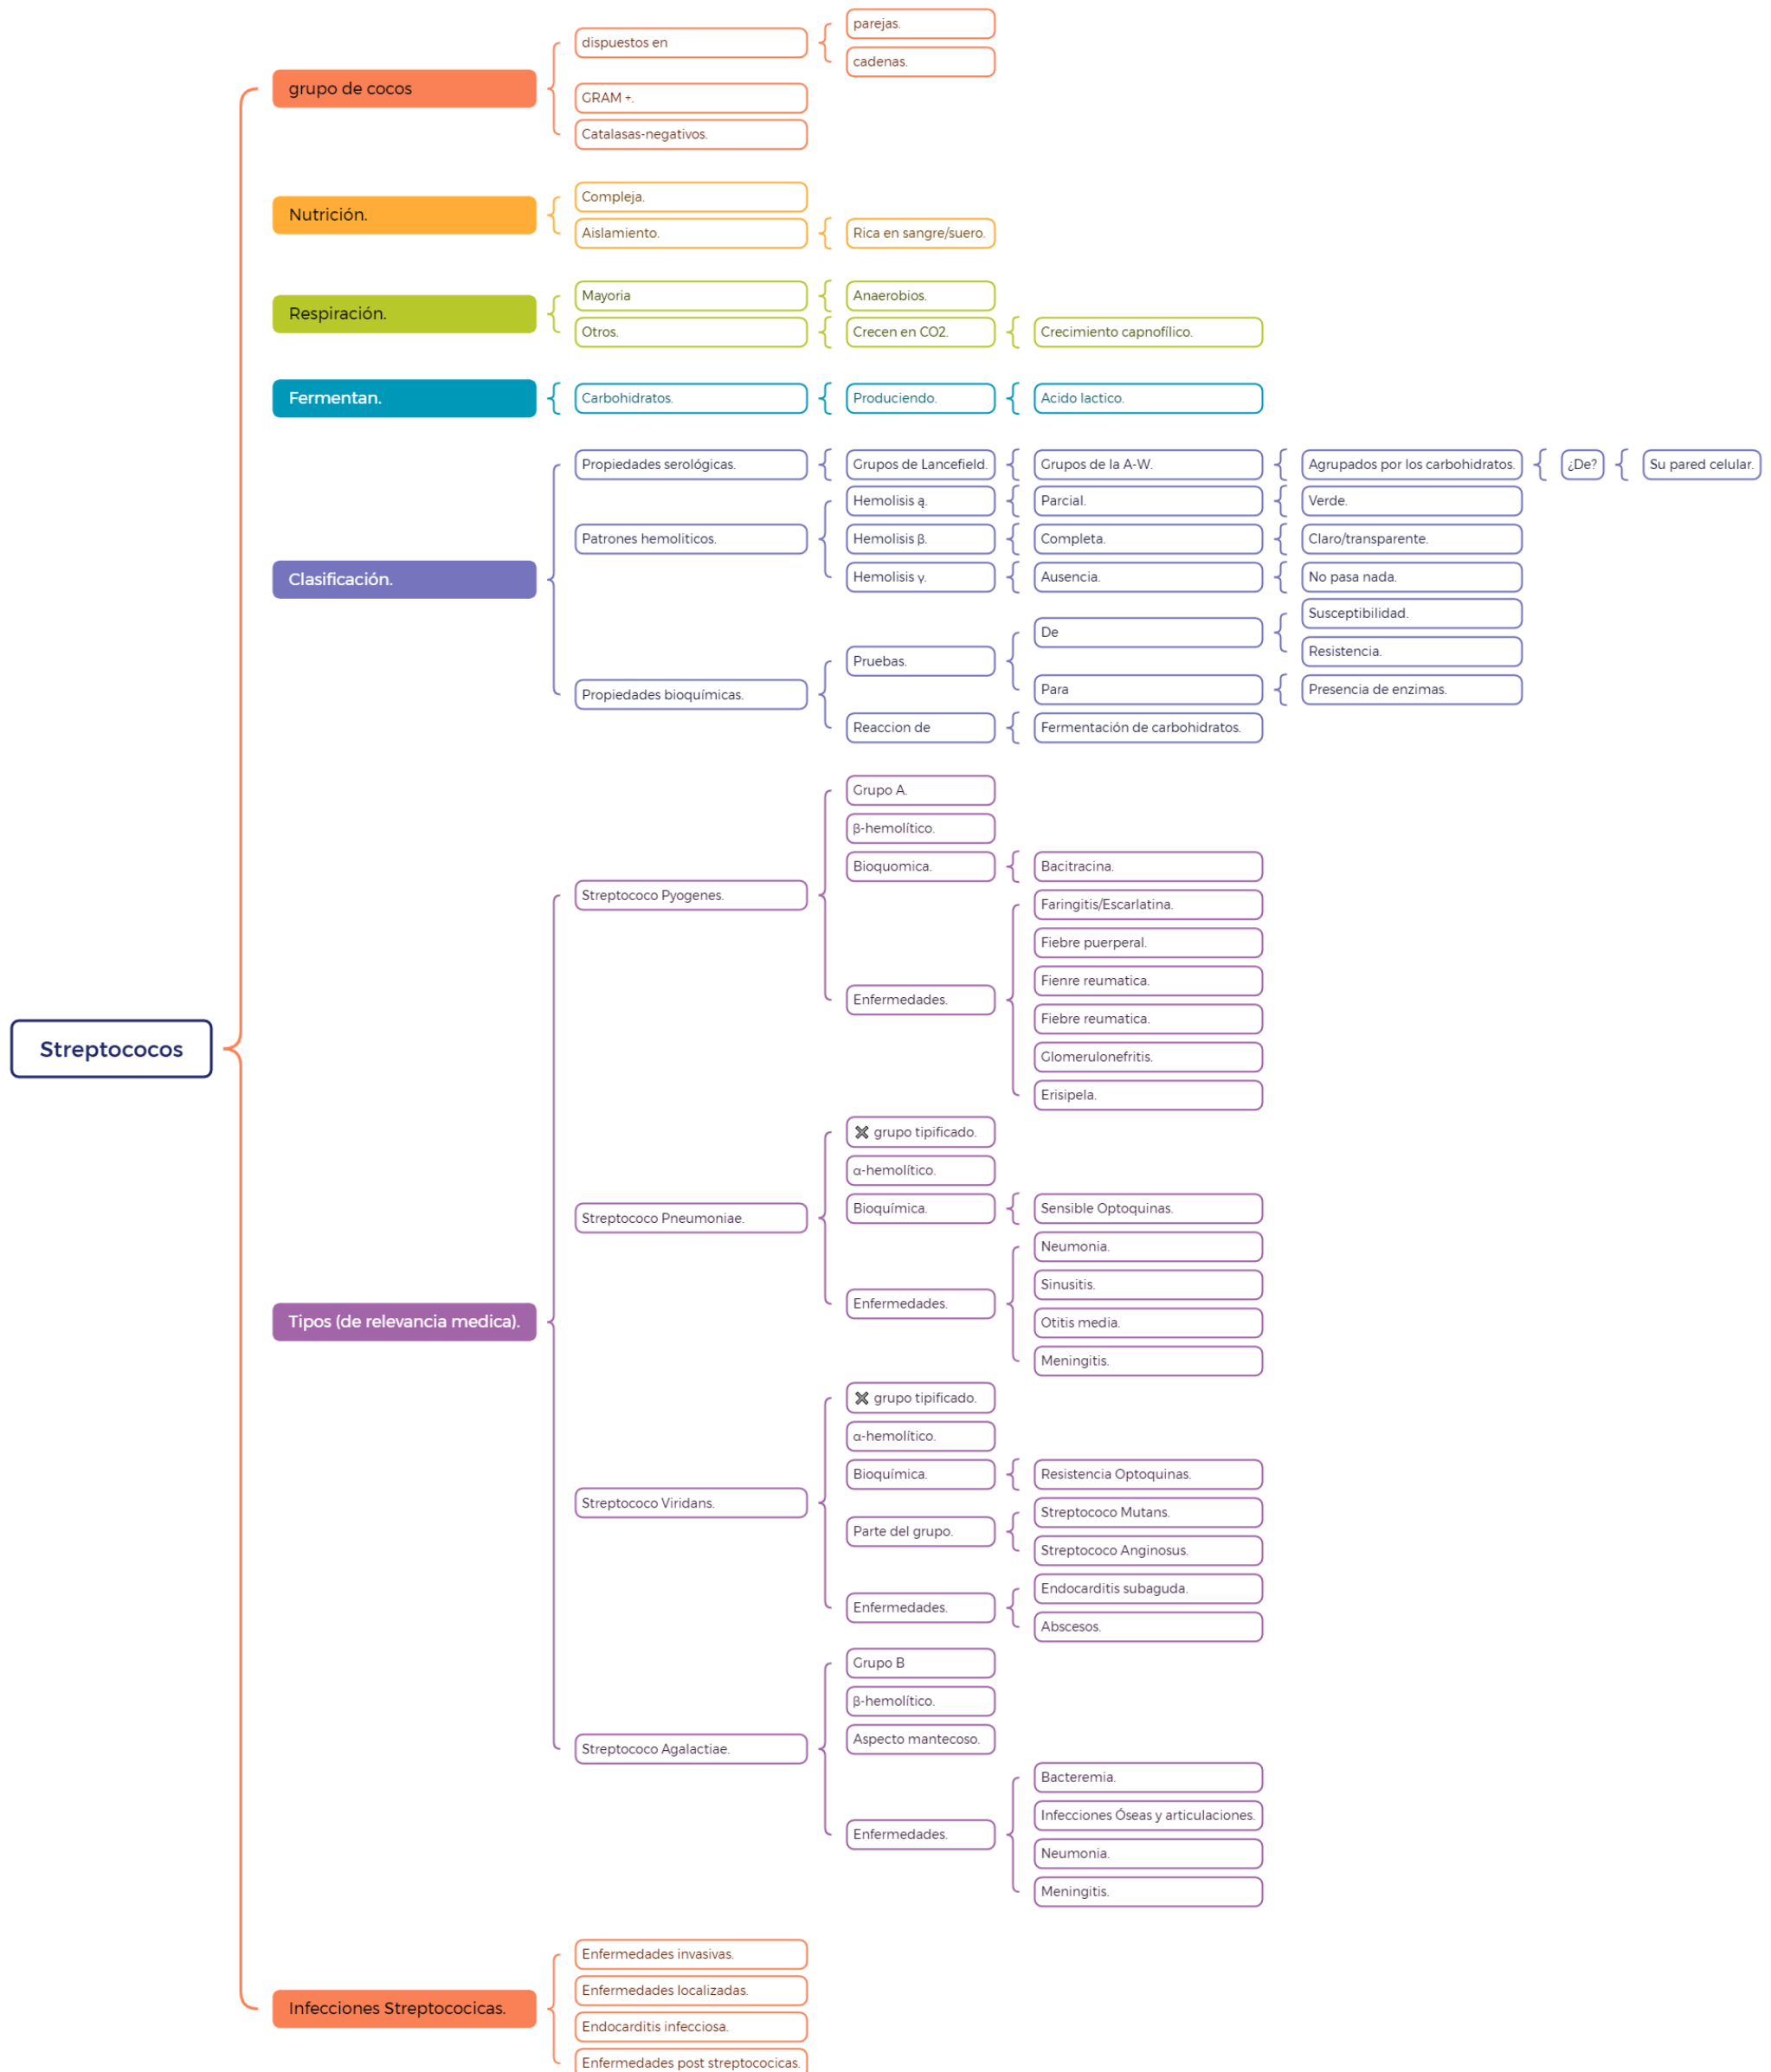 Streptococos
grupo de cocos
dispuestos en
parejas.
cadenas.
GRAM +.
Catalasas-negativos.
Nutrición.
Compleja.
Aislamiento.
Rica en sangre/suero.
Respiración.
Mayoria
Anaerobios.
Otros.
Crecen en CO2.
Crecimiento capnofílico.
Fermentan.
Carbohidratos.
Produciendo.
Acido lactico.
Clasificación.
Propiedades serológicas.
Grupos de Lancefield.
Grupos de la A-W.
Agrupados por los carbohidratos.
¿De?
Su pared celular.
Patrones hemoliticos.
Hemolisis ą.
Parcial.
Verde.
Hemolisis β.
Completa.
Claro/transparente.
Hemolisis γ.
Ausencia.
No pasa nada.
Propiedades bioquímicas.
Pruebas.
De
Susceptibilidad.
Resistencia.
Para
Presencia de enzimas.
Reaccion de
Fermentación de carbohidratos.
Tipos (de relevancia medica).
Streptococo Pyogenes.
Grupo A.
β-hemolítico.
Bioquomica.
Bacitracina.
Enfermedades.
Faringitis/Escarlatina.
Fiebre puerperal.
Fienre reumatica.
Fiebre reumatica.
Glomerulonefritis.
Erisipela.
Streptococo Pneumoniae.
✖ grupo tipificado.
α-hemolítico.
Bioquímica.
Sensible Optoquinas.
Enfermedades.
Neumonia.
Sinusitis.
Otitis media.
Meningitis.
Streptococo Viridans.
✖ grupo tipificado.
α-hemolítico.
Bioquímica.
Resistencia Optoquinas.
Parte del grupo.
Streptococo Mutans.
Streptococo Anginosus.
Enfermedades.
Endocarditis subaguda.
Abscesos.
Streptococo Agalactiae.
Grupo B
β-hemolítico.
Aspecto mantecoso.
Enfermedades.
Bacteremia.
Infecciones Óseas y articulaciones.
Neumonia.
Meningitis.
Infecciones Streptococicas.
Enfermedades invasivas.
Enfermedades localizadas.
Endocarditis infecciosa.
Enfermedades post streptococicas.